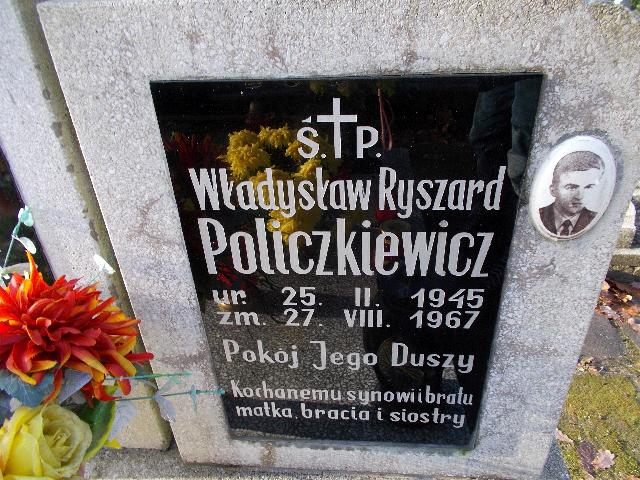 Ś. P.
Władysław Ryszard
Policzkiewicz
ur. 25. II. 1945
zm. 27. VIII. 1967
Pokój Jego Duszy
Kochanemu synowi i bratu
matka, bracia i siostry